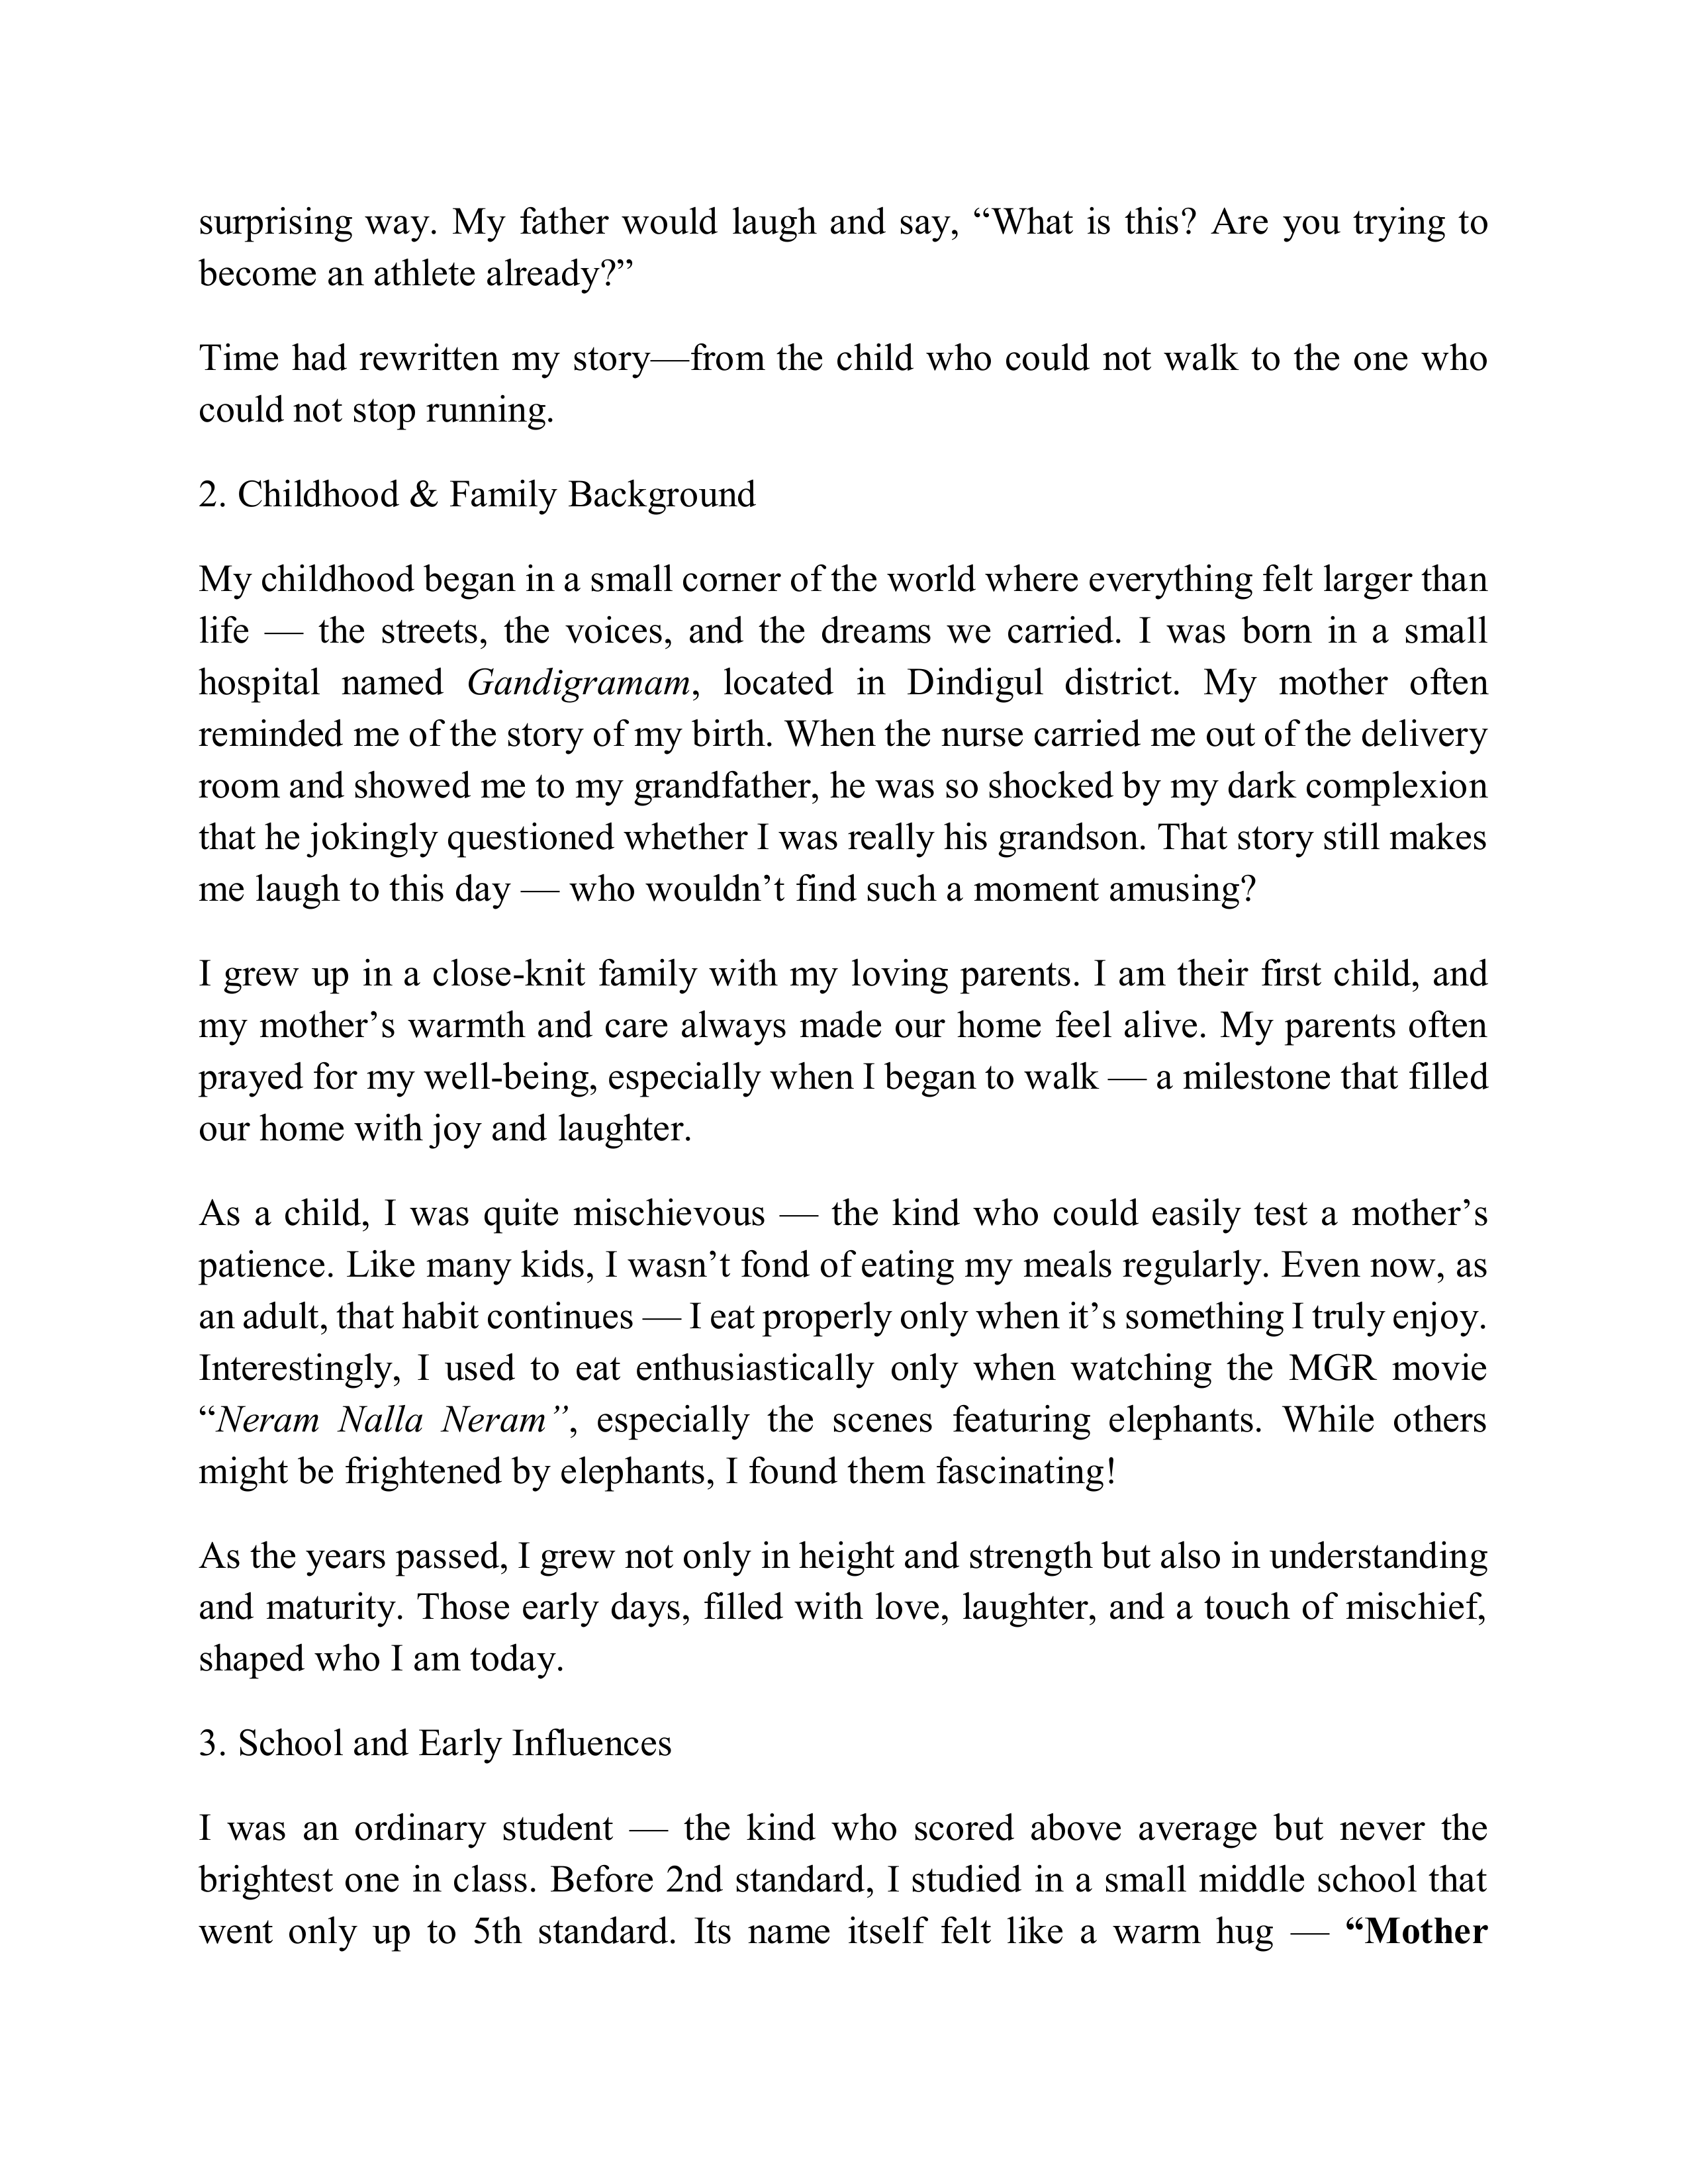 surprising way. My father would laugh and say, “What is this? Are you trying to
become an athlete already?”
Time had rewritten my story—from the child who could not walk to the one who
could not stop running.
2. Childhood & Family Background
My childhood began in a small corner of the world where everything felt larger than
life — the streets, the voices, and the dreams we carried. I was born in a small
hospital named Gandigramam, located in Dindigul district. My mother often
reminded me of the story of my birth. When the nurse carried me out of the delivery
room and showed me to my grandfather, he was so shocked by my dark complexion
that he jokingly questioned whether I was really his grandson. That story still makes
me laugh to this day — who wouldn’t find such a moment amusing?
I grew up in a close-knit family with my loving parents. I am their first child, and
my mother’s warmth and care always made our home feel alive. My parents often
prayed for my well-being, especially when I began to walk — a milestone that filled
our home with joy and laughter.
As a child, I was quite mischievous — the kind who could easily test a mother’s
patience. Like many kids, I wasn’t fond of eating my meals regularly. Even now, as
an adult, that habit continues — I eat properly only when it’s something I truly enjoy.
Interestingly, I used to eat enthusiastically only when watching the MGR movie
“Neram Nalla Neram”, especially the scenes featuring elephants. While others
might be frightened by elephants, I found them fascinating!
As the years passed, I grew not only in height and strength but also in understanding
and maturity. Those early days, filled with love, laughter, and a touch of mischief,
shaped who I am today.
3. School and Early Influences
I was an ordinary student — the kind who scored above average but never the
brightest one in class. Before 2nd standard, I studied in a small middle school that
went only up to 5th standard. Its name itself felt like a warm hug — “Mother